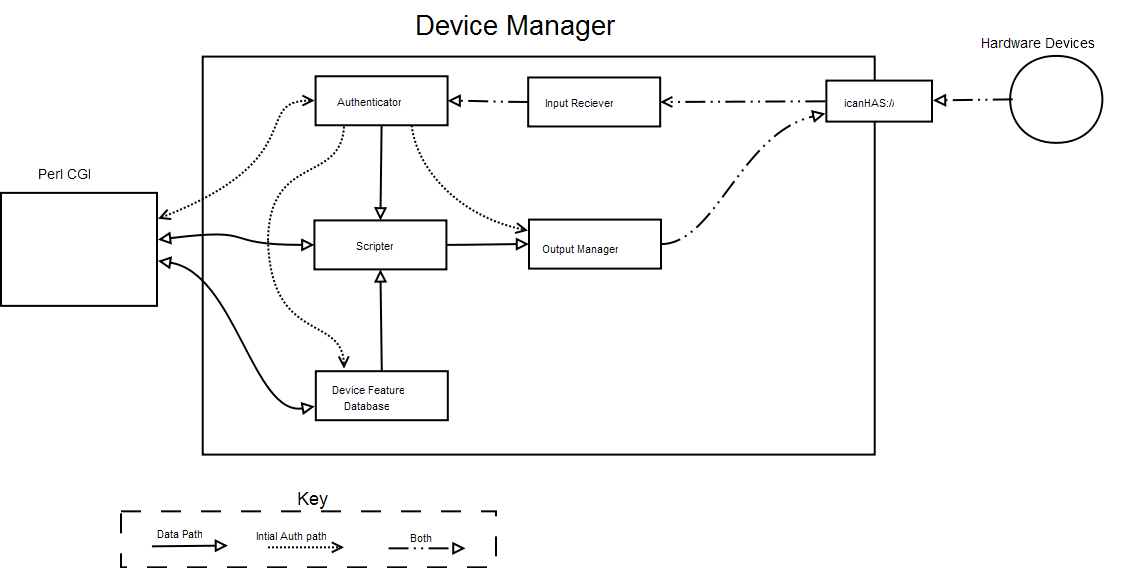 Device Manager
Hardware Devices
Authenticator
Input Reciever
icanHAS://
Perl CGI
Scripter
Output Manager
Device Feature
Database
Key
Data Path
Intial Auth path
Both